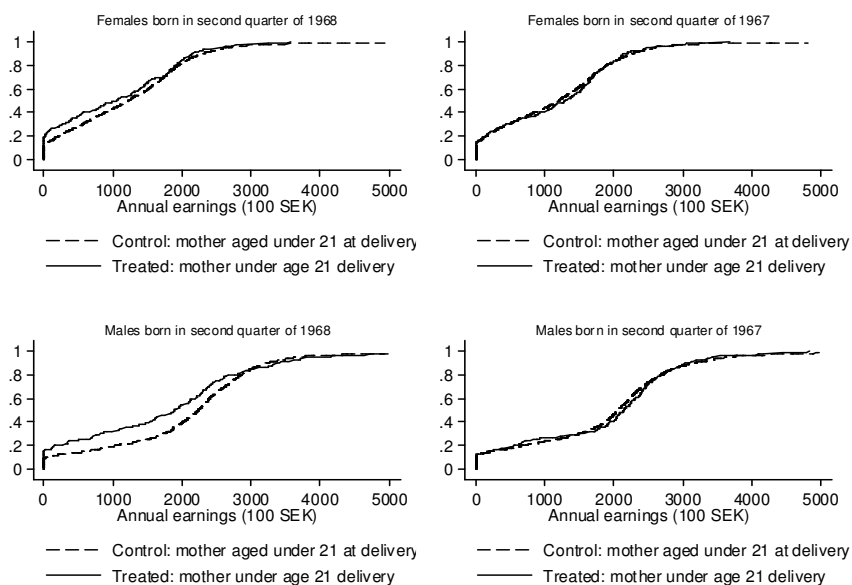 Females born in second quarter of 1968
1
.8
.6
.4
.2
0
0 1000 2000 3000 4000 5000
Annual earnings (100 SEK)
Control: mother aged under 21 at delivery
Treated: mother under age 21 delivery
Females born in second quarter of 1967
1
.8
.6
.4
.2
0
0 1000 2000 3000 4000 5000
Annual earnings (100 SEK)
Control: mother aged under 21 at delivery
Treated: mother under age 21 delivery
Males born in second quarter of 1968
1
.8
.6
.4
.2
0
0 1000 2000 3000 4000 5000
Annual earnings (100 SEK)
Control: mother aged under 21 at delivery
Treated: mother under age 21 delivery
Males born in second quarter of 1967
1
.8
.6
.4
.2
0
0 1000 2000 3000 4000 5000
Annual earnings (100 SEK)
Control: mother aged under 21 at delivery
Treated: mother under age 21 delivery